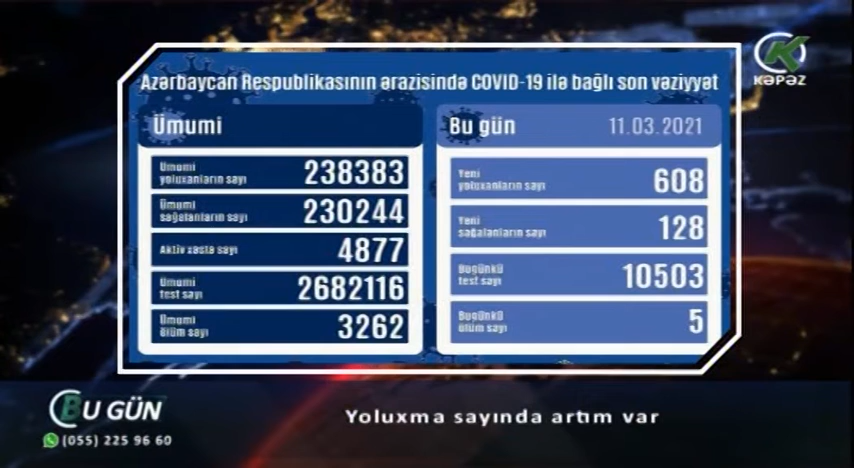 KƏPƏZ
Azərbaycan Respublikasının ərazisində COVID-19 ilə bağlı son vəziyyət
Ümumi
Ümumi
yoluxanların sayı
238383
Ümumi
sağalanların sayı
230244
Aktiv xəstə sayı
4877
Ümumi
test sayı
2682116
Ümumi
ölüm sayı
3262
Bu gün
11.03.2021
Yeni
yoluxanların sayı
608
Yeni
sağalanların sayı
128
Bugünkü
test sayı
10503
Bugünkü
ölüm sayı
5
BU GÜN
(055) 225 96 60
Yoluxma sayında artım var